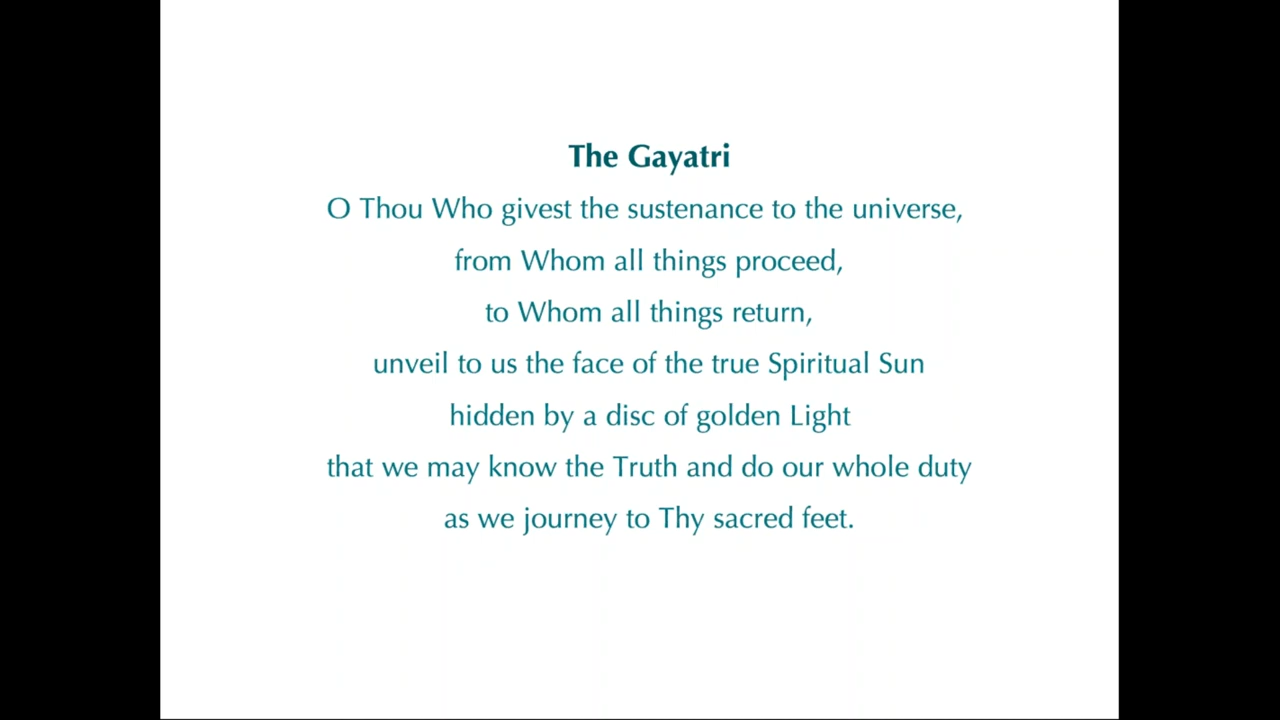 The Gayatri
O Thou Who givest the sustenance to the universe,
from Whom all things proceed,
to Whom all things return,
unveil to us the face of the true Spiritual Sun
hidden by a disc of golden Light
that we may know the Truth and do our whole duty
as we journey to Thy sacred feet.